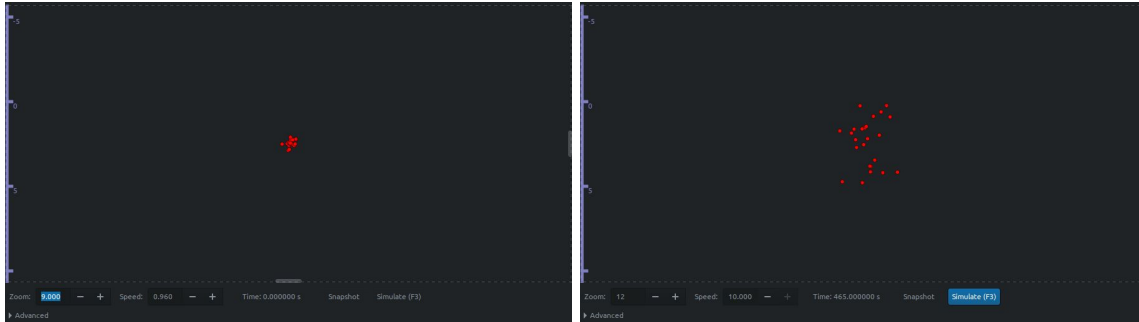 -5
0
5
Zoom: 9.000 − + Speed: 0.960 − + Time: 0.000000 s Snapshot Simulate (F3)
Advanced
-5
0
5
Zoom: 12 − + Speed: 10.000 − + Time: 465.000000 s Snapshot Simulate (F3)
Advanced